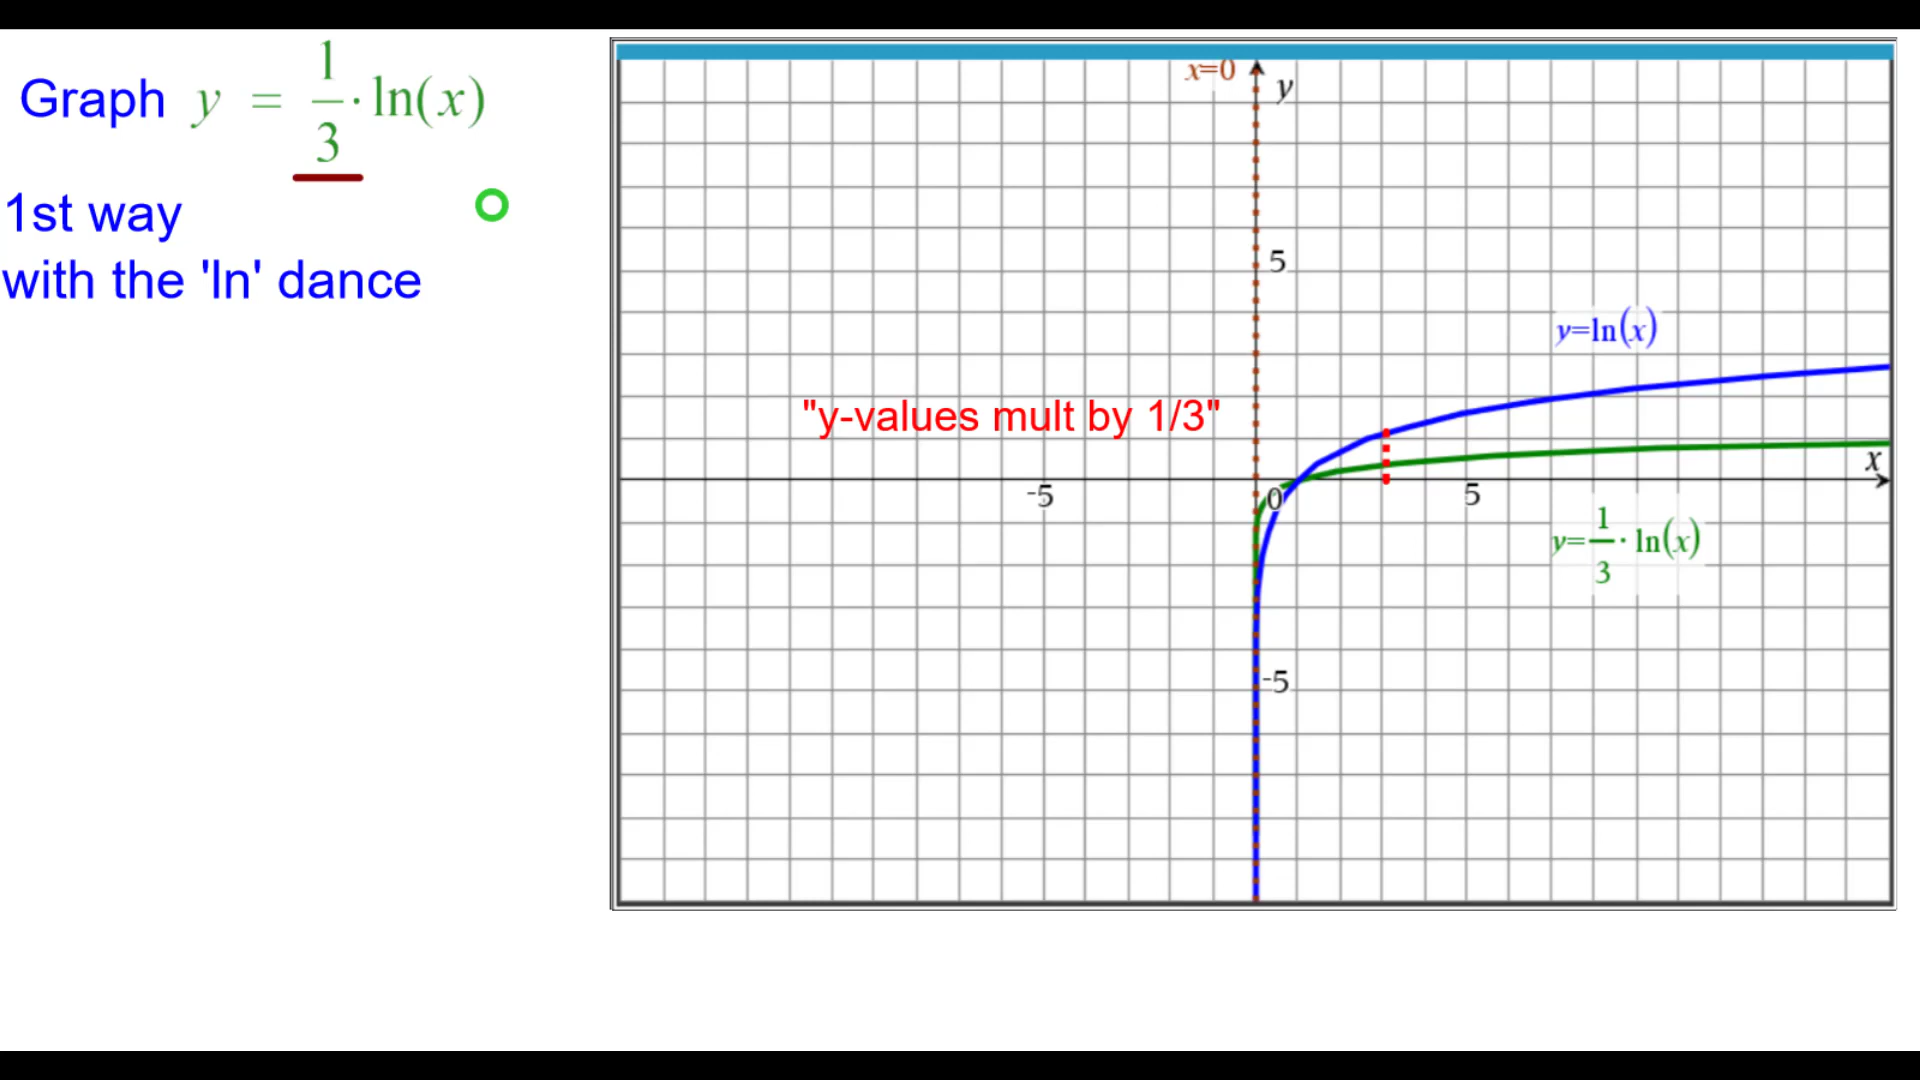 Graph y = 1/3 · ln(x)
1st way
with the 'ln' dance
x=0
y
5
y=ln(x)
"y-values mult by 1/3"
x
-5
0
5
y=1/3 · ln(x)
-5